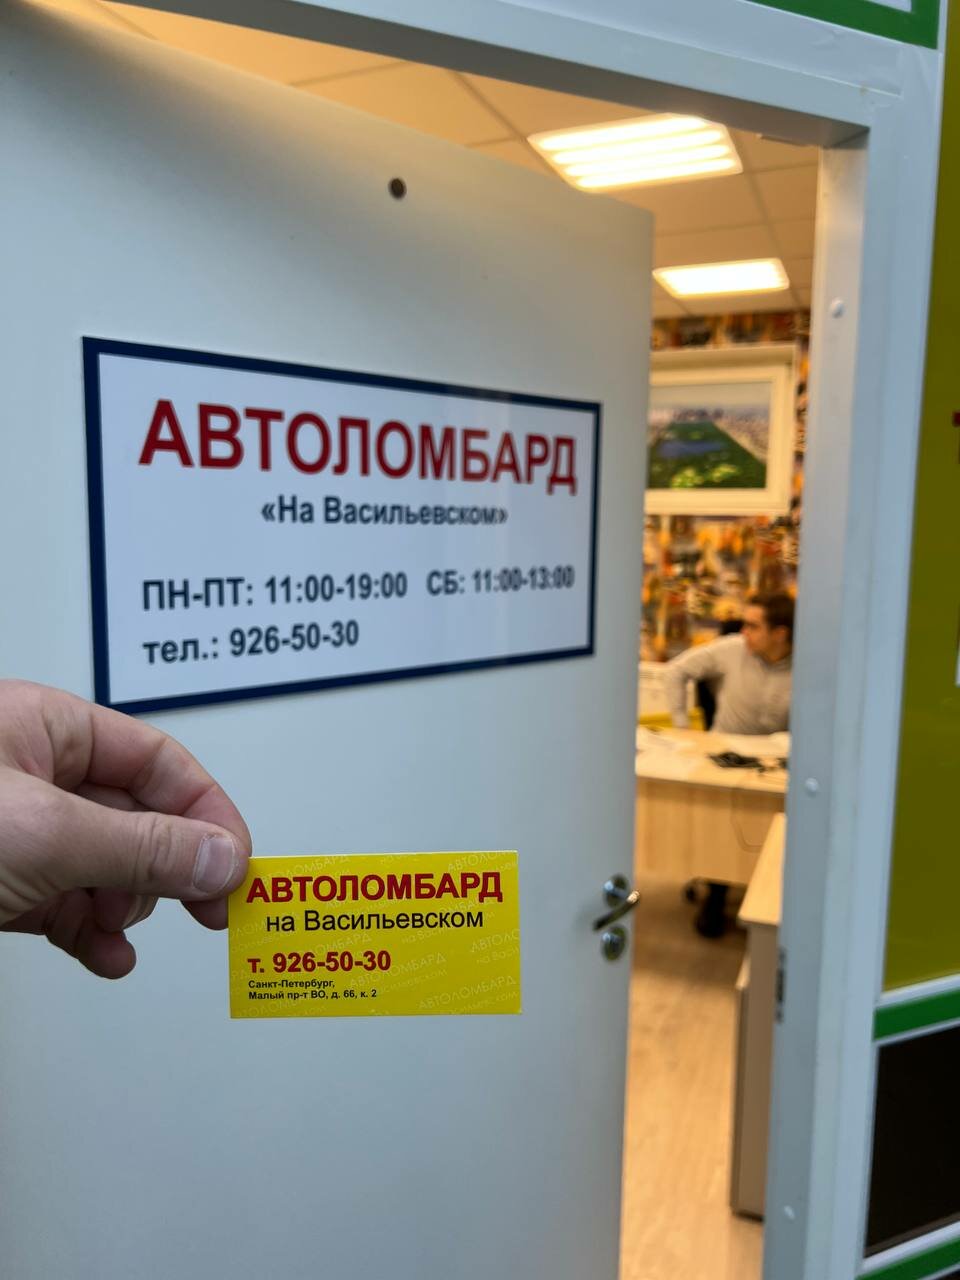 АВТОЛОМБАРД
«На Васильевском»
ПН-ПТ: 11:00-19:00 СБ: 11:00-13:00
тел.: 926-50-30
АВТОЛОМБАРД
на Васильевском
т. 926-50-30
Санкт-Петербург,
Малый пр-т ВО, д. 66, к. 2